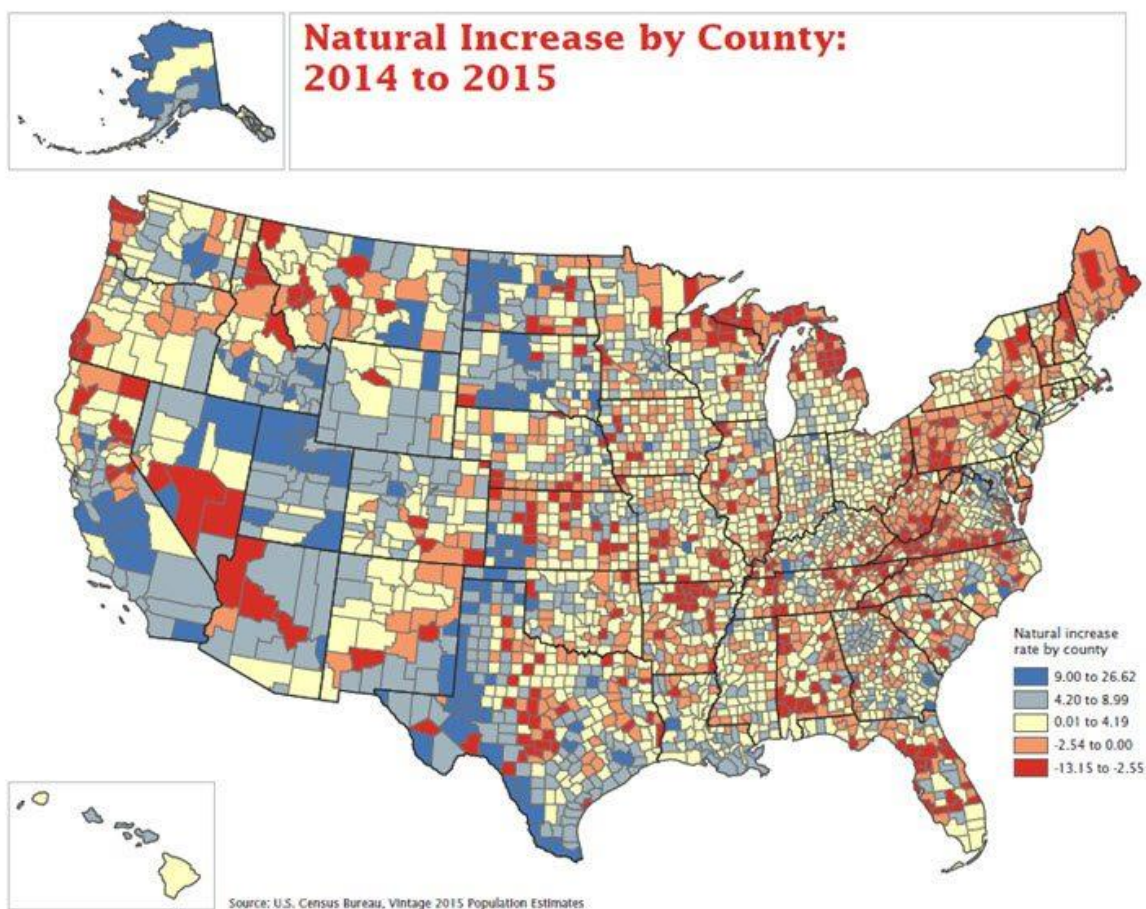 Natural Increase by County:
2014 to 2015
Natural increase
rate by county
9.00 to 26.62
4.20 to 8.99
0.01 to 4.19
-2.54 to 0.00
-13.15 to -2.55
Source: U.S. Census Bureau, Vintage 2015 Population Estimates